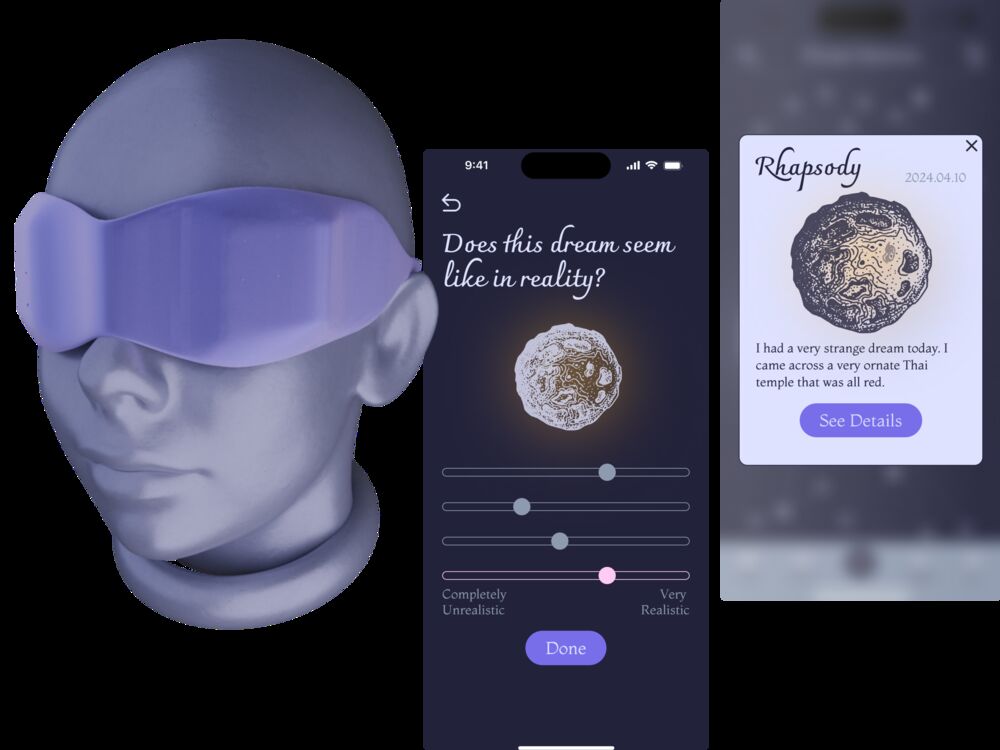 9:41
Does this dream seem
like in reality?
Completely
Unrealistic
Very
Realistic
Done
Rhapsody
2024.04.10
I had a very strange dream today. I
came across a very ornate Thai
temple that was all red.
See Details